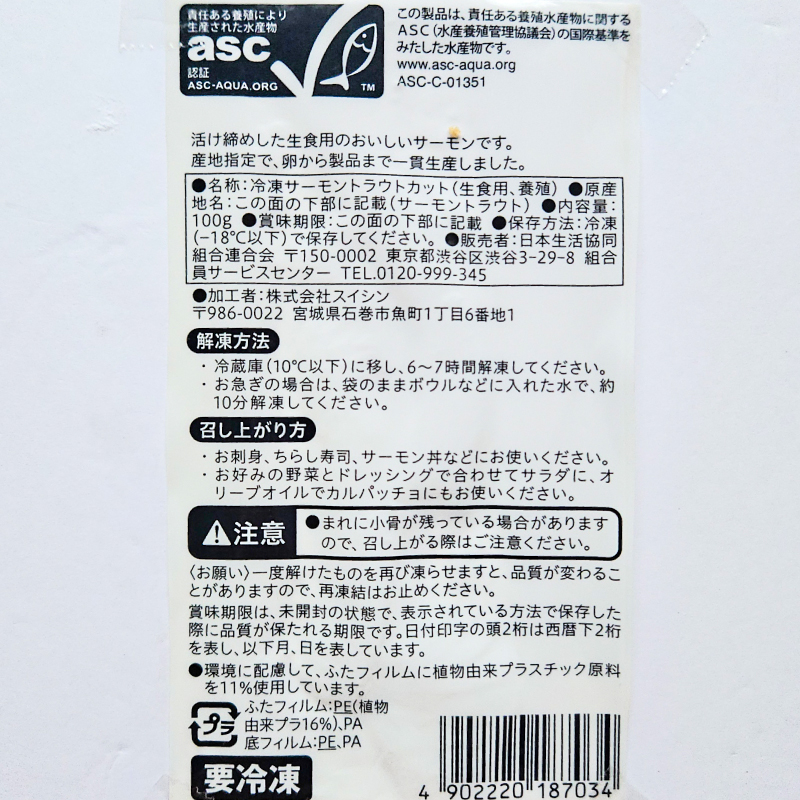 責任ある養殖により
生産された水産物
asc
認証
ASC-AQUA.ORG
TM
この製品は、責任ある養殖水産物に関する
ASC(水産養殖管理協議会)の国際基準を
みたした水産物です。
www.asc-aqua.org
ASC-C-01351
活け締めした生食用のおいしいサーモンです。
産地指定で、卵から製品まで一貫生産しました。
●名称:冷凍サーモントラウトカット(生食用、養殖) ●原産
地名:この面の下部に記載(サーモントラウト) ●内容量:
100g ●賞味期限:この面の下部に記載 ●保存方法:冷凍
(−18℃以下)で保存してください。 ●販売者:日本生活協同
組合連合会 〒150-0002 東京都渋谷区渋谷3-29-8 組合
員サービスセンター TEL.0120-999-345
●加工者:株式会社スイシン
〒986-0022 宮城県石巻市魚町1丁目6番地1
解凍方法
・冷蔵庫(10℃以下)に移し、6〜7時間解凍してください。
・お急ぎの場合は、袋のままボウルなどに入れた水で、約
10分解凍してください。
召し上がり方
・お刺身、ちらし寿司、サーモン丼などにお使いください。
・お好みの野菜とドレッシングで合わせてサラダに、オ
リーブオイルでカルパッチョにもお使いください。
注意
●まれに小骨が残っている場合があります
ので、召し上がる際はご注意ください。
〈お願い〉一度解けたものを再び凍らせますと、品質が変わるこ
とがありますので、再凍結はお止めください。
賞味期限は、未開封の状態で、表示されている方法で保存した
際に品質が保たれる期限です。日付印字の頭2桁は西暦下2桁
を表し、以下月、日を表しています。
●環境に配慮して、ふたフィルムに植物由来プラスチック原料
を11%使用しています。
プラ
ふたフィルム:PE(植物
由来プラ16%)、PA
底フィルム:PE、PA
要冷凍
4 902220 187034